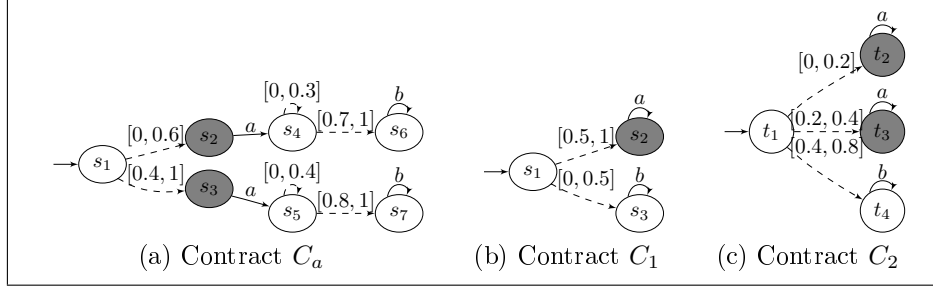 a
t₂
[0, 0.2]
[0, 0.3]
b
a
a
[0, 0.6]
s₂
a
s₄
[0.7, 1]
s₆
[0.5, 1]
s₂
t₁
[0.2, 0.4]
t₃
s₁
[0.4, 1]
[0, 0.4]
b
s₁
[0, 0.5]
b
[0.4, 0.8]
b
s₃
a
s₅
[0.8, 1]
s₇
s₃
t₄
(a) Contract Cₐ
(b) Contract C₁
(c) Contract C₂